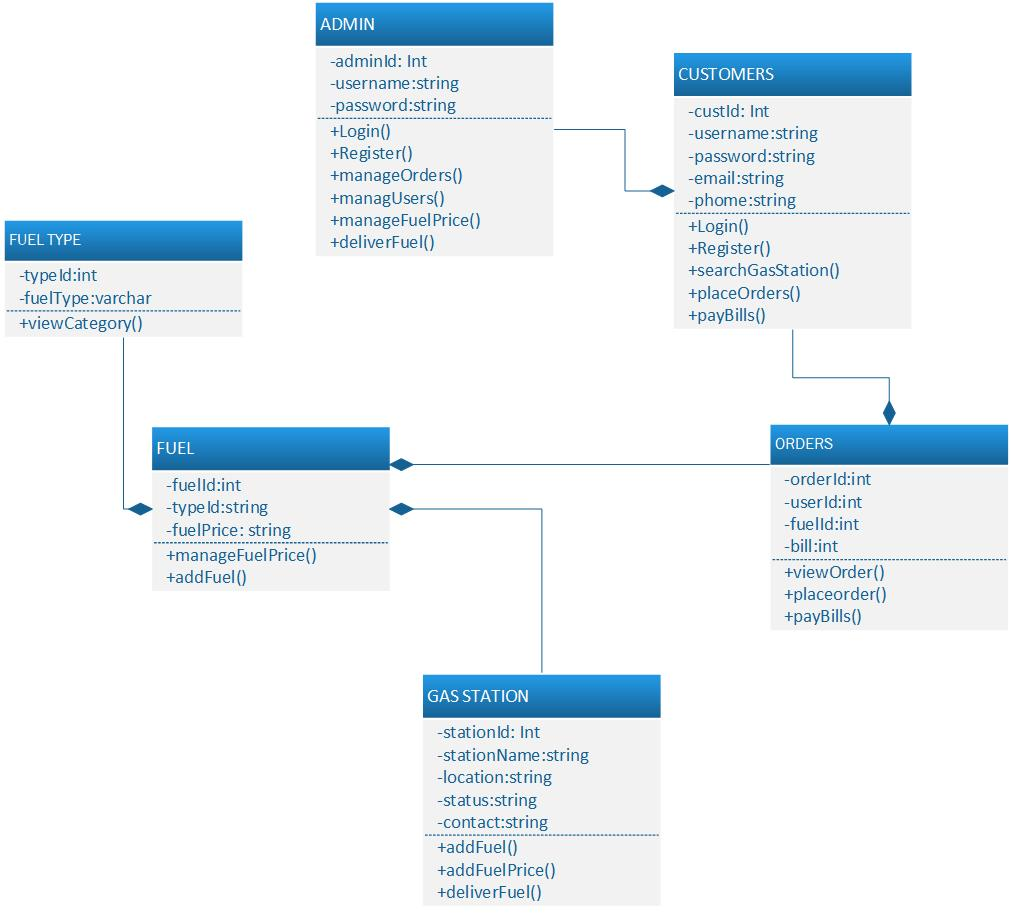 ADMIN
-adminId: Int
-username:string
-password:string
+Login()
+Register()
+manageOrders()
+managUsers()
+manageFuelPrice()
+deliverFuel()
CUSTOMERS
-custId: Int
-username:string
-password:string
-email:string
-phome:string
+Login()
+Register()
+searchGasStation()
+placeOrders()
+payBills()
FUEL TYPE
-typeId:int
-fuelType:varchar
+viewCategory()
FUEL
-fuelId:int
-typeId:string
-fuelPrice: string
+manageFuelPrice()
+addFuel()
ORDERS
-orderId:int
-userId:int
-fuelId:int
-bill:int
+viewOrder()
+placeorder()
+payBills()
GAS STATION
-stationId: Int
-stationName:string
-location:string
-status:string
-contact:string
+addFuel()
+addFuelPrice()
+deliverFuel()